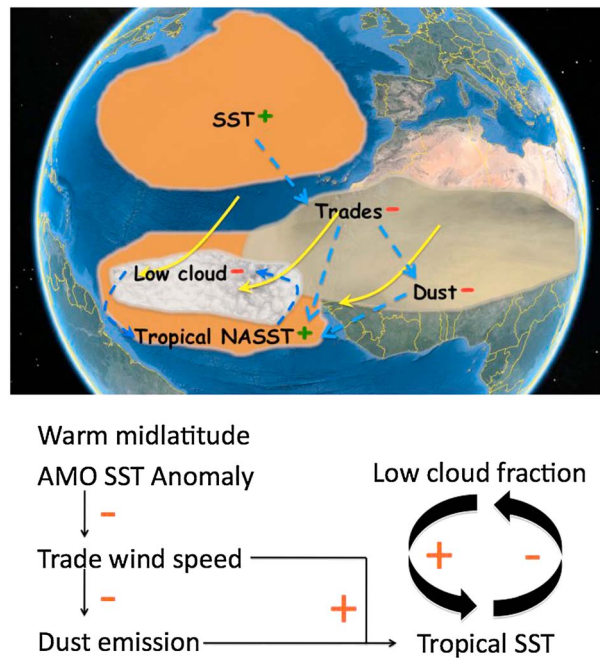 SST +
Trades -
Low cloud -
Dust -
Tropical NASST +
Warm midlatitude
AMO SST Anomaly
Low cloud fraction
-
Trade wind speed
+ -
-
+
Dust emission
Tropical SST